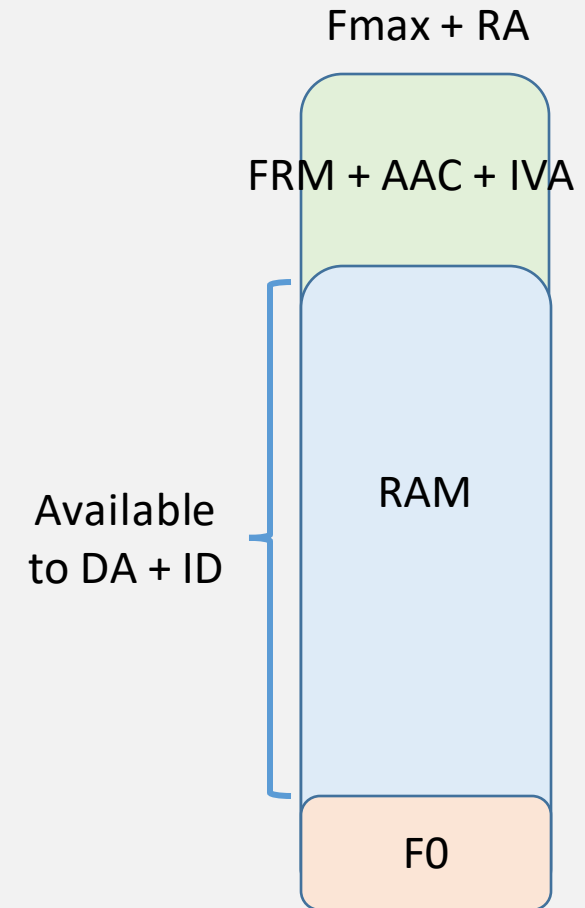 Fmax + RA
FRM + AAC + IVA
RAM
Available
to DA + ID
F0